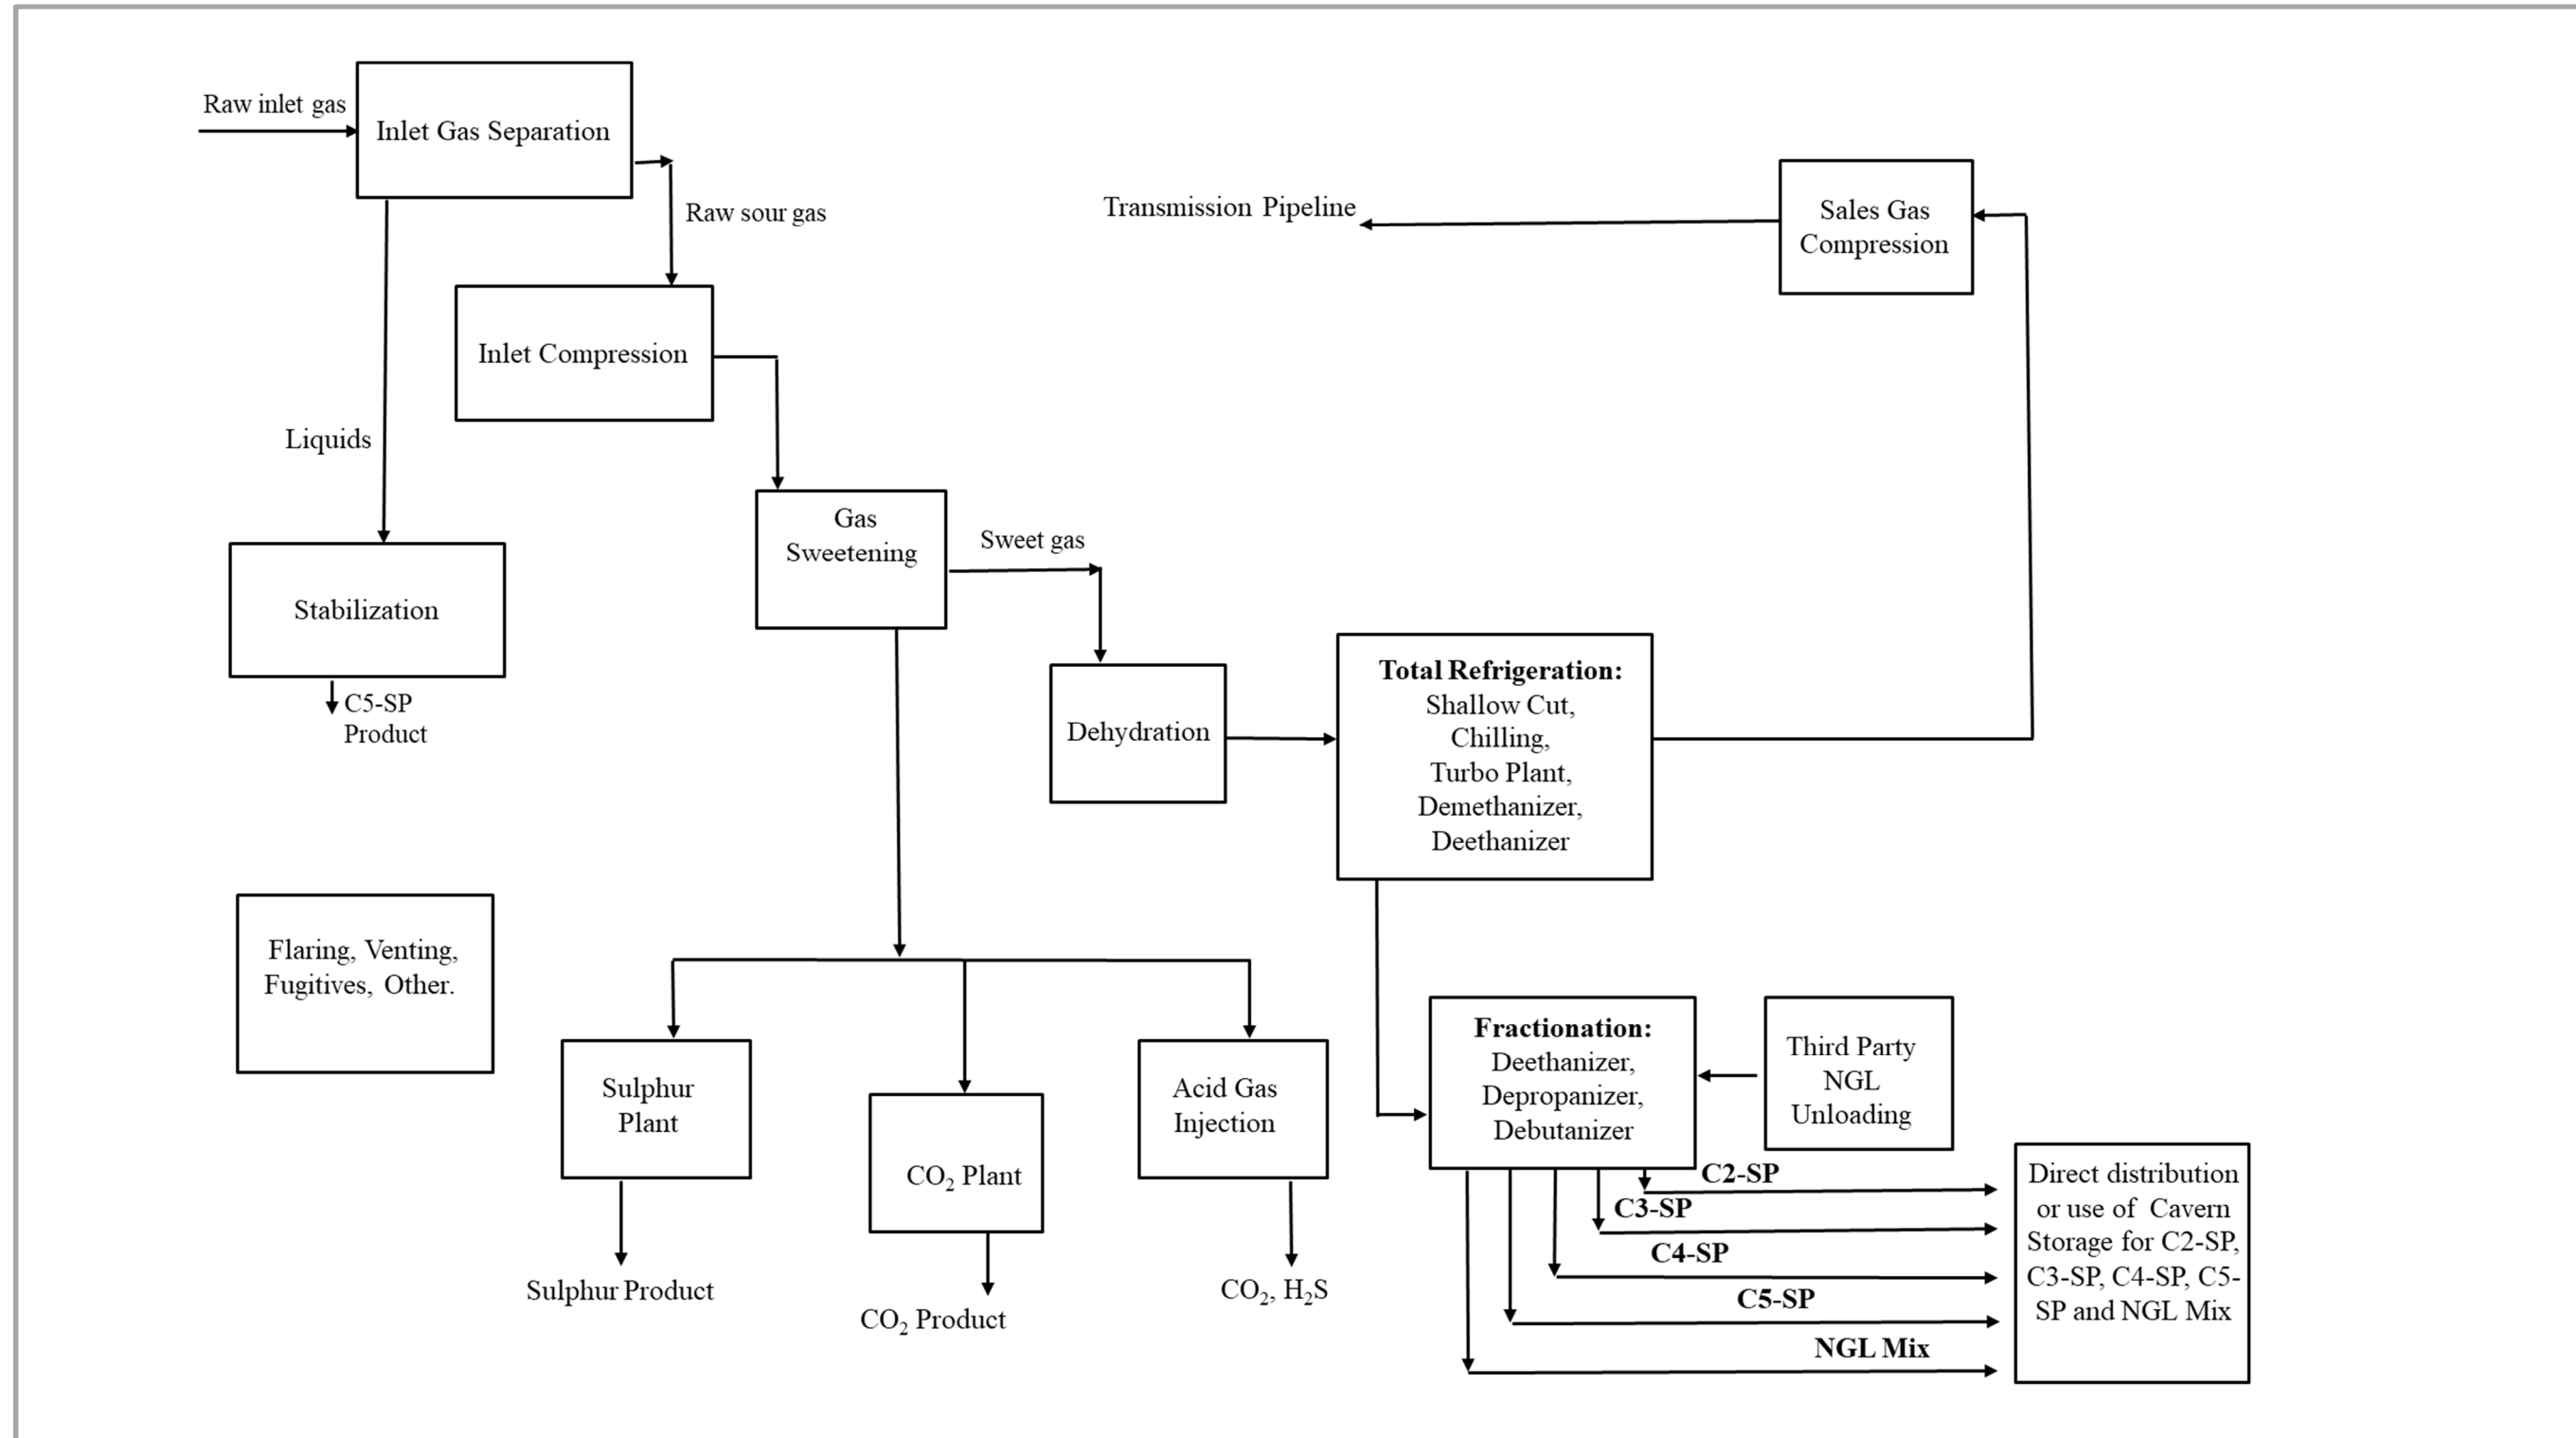 Raw inlet gas
Inlet Gas Separation
Raw sour gas
Transmission Pipeline
Sales Gas
Compression
Inlet Compression
Liquids
Gas
Sweetening
Sweet gas
Stabilization
C5-SP
Product
Dehydration
Total Refrigeration:
Shallow Cut,
Chilling,
Turbo Plant,
Demethanizer,
Deethanizer
Flaring, Venting,
Fugitives, Other.
Sulphur
Plant
CO₂ Plant
Acid Gas
Injection
Fractionation:
Deethanizer,
Depropanizer,
Debutanizer
Third Party
NGL
Unloading
C2-SP
C3-SP
C4-SP
C5-SP
NGL Mix
Direct distribution
or use of Cavern
Storage for C2-SP,
C3-SP, C4-SP, C5-
SP and NGL Mix
Sulphur Product
CO₂ Product
CO₂, H₂S